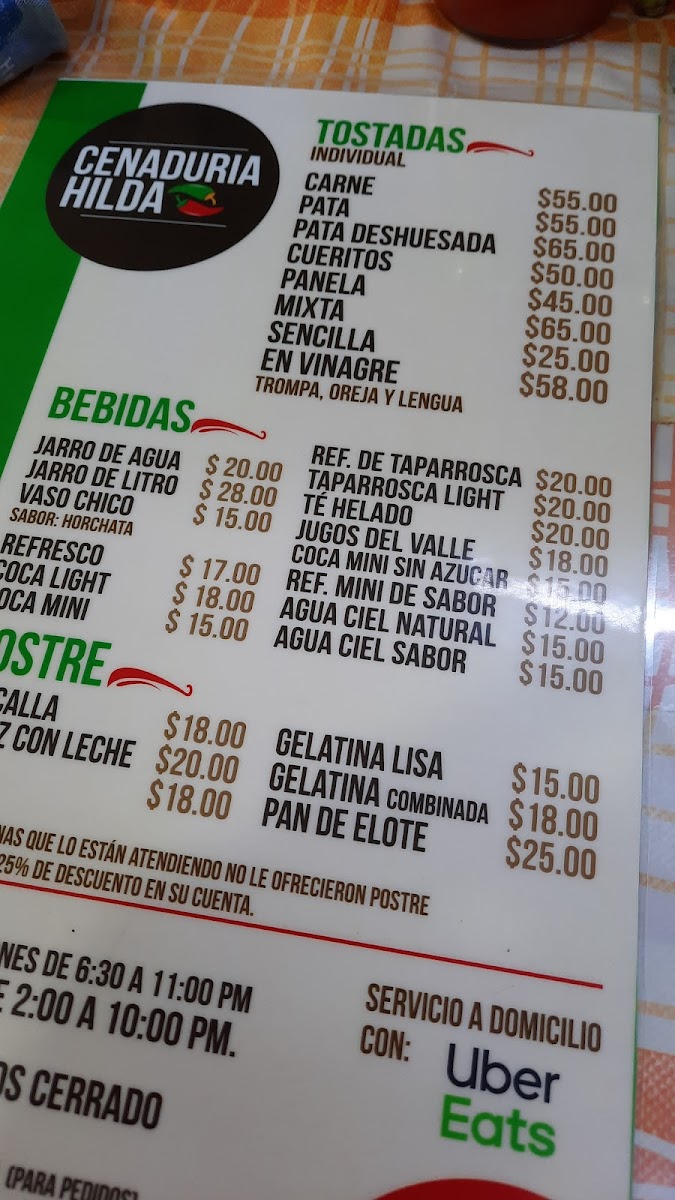 CENADURIA
HILDA
TOSTADAS
INDIVIDUAL
CARNE $55.00
PATA $55.00
PATA DESHUESADA $65.00
CUERITOS $50.00
PANELA $45.00
MIXTA $65.00
SENCILLA $25.00
EN VINAGRE $58.00
TROMPA, OREJA Y LENGUA
BEBIDAS
JARRO DE AGUA $ 20.00
JARRO DE LITRO $ 28.00
VASO CHICO $ 15.00
SABOR: HORCHATA
REFRESCO $ 17.00
COCA LIGHT $ 18.00
OCA MINI $ 15.00
REF. DE TAPARROSCA $20.00
TAPARROSCA LIGHT $20.00
TÉ HELADO $20.00
JUGOS DEL VALLE $18.00
COCA MINI SIN AZUCAR $15.00
REF. MINI DE SABOR $12.00
AGUA CIEL NATURAL $15.00
AGUA CIEL SABOR $15.00
OSTRE
CALLA $18.00
Z CON LECHE $20.00
$18.00
GELATINA LISA $15.00
GELATINA COMBINADA $18.00
PAN DE ELOTE $25.00
NAS QUE LO ESTÁN ATENDIENDO NO LE OFRECIERON POSTRE
25% DE DESCUENTO EN SU CUENTA.
NES DE 6:30 A 11:00 PM
E 2:00 A 10:00 PM.
OS CERRADO
(PARA PEDIDOS)
SERVICIO A DOMICILIO
CON:
Uber
Eats